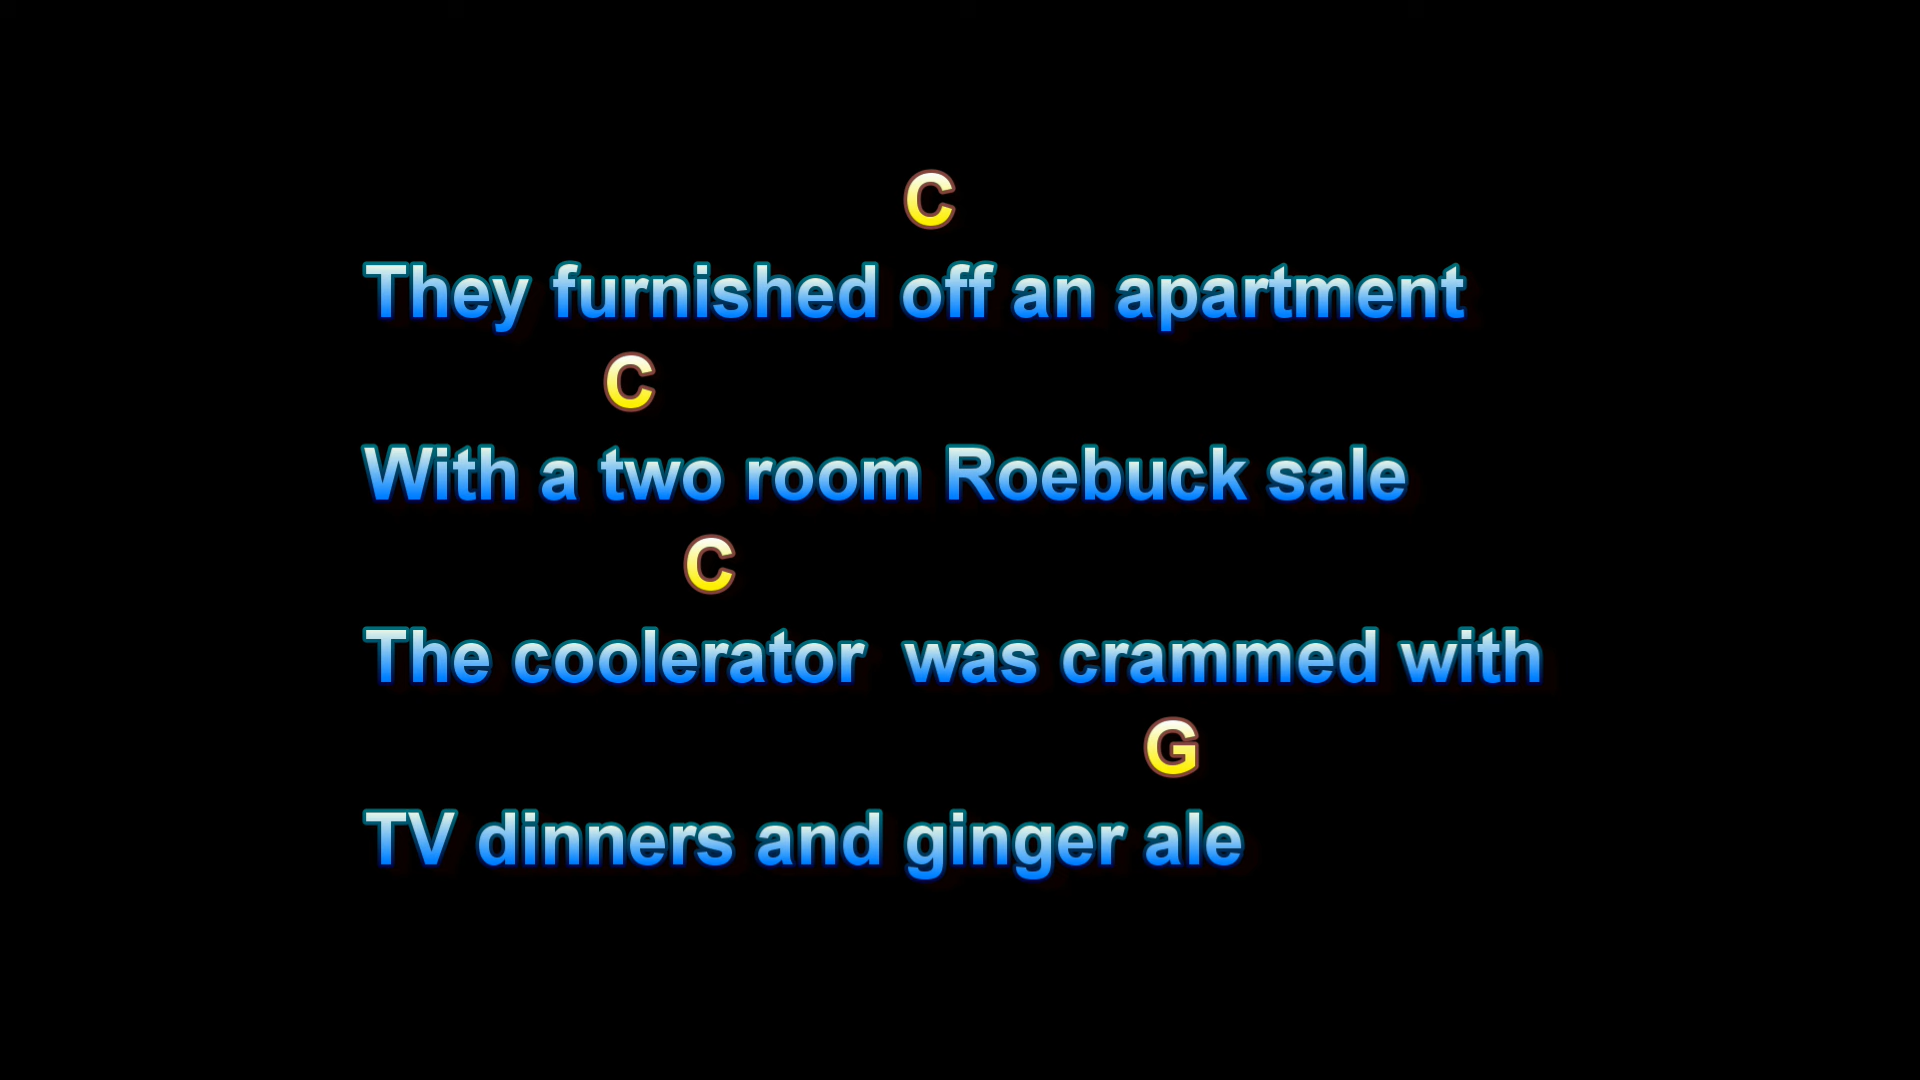 C
They furnished off an apartment
C
With a two room Roebuck sale
C
The coolerator  was crammed with
G
TV dinners and ginger ale